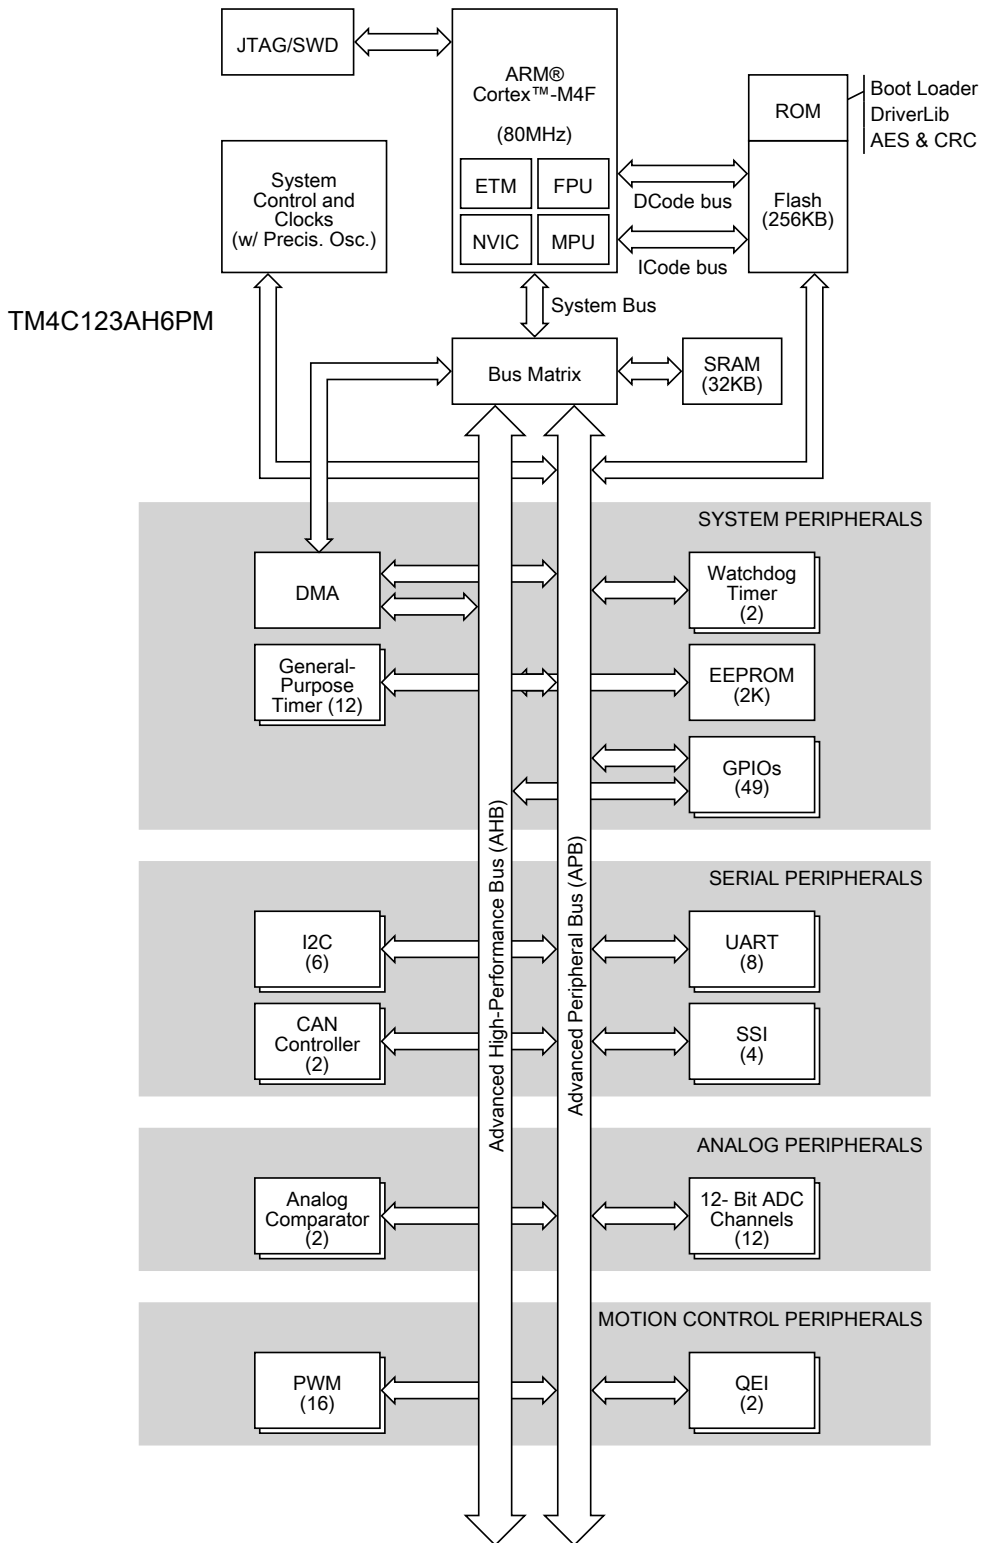 JTAG/SWD
ARM®
Cortex™-M4F
(80MHz)
ETM
FPU
NVIC
MPU
ROM
Boot Loader
DriverLib
AES & CRC
Flash
(256KB)
DCode bus
ICode bus
System
Control and
Clocks
(w/ Precis. Osc.)
TM4C123AH6PM
System Bus
Bus Matrix
SRAM
(32KB)
SYSTEM PERIPHERALS
DMA
Watchdog
Timer
(2)
General-
Purpose
Timer (12)
EEPROM
(2K)
GPIOs
(49)
Advanced High-Performance Bus (AHB)
Advanced Peripheral Bus (APB)
SERIAL PERIPHERALS
I2C
(6)
UART
(8)
CAN
Controller
(2)
SSI
(4)
ANALOG PERIPHERALS
Analog
Comparator
(2)
12- Bit ADC
Channels
(12)
MOTION CONTROL PERIPHERALS
PWM
(16)
QEI
(2)